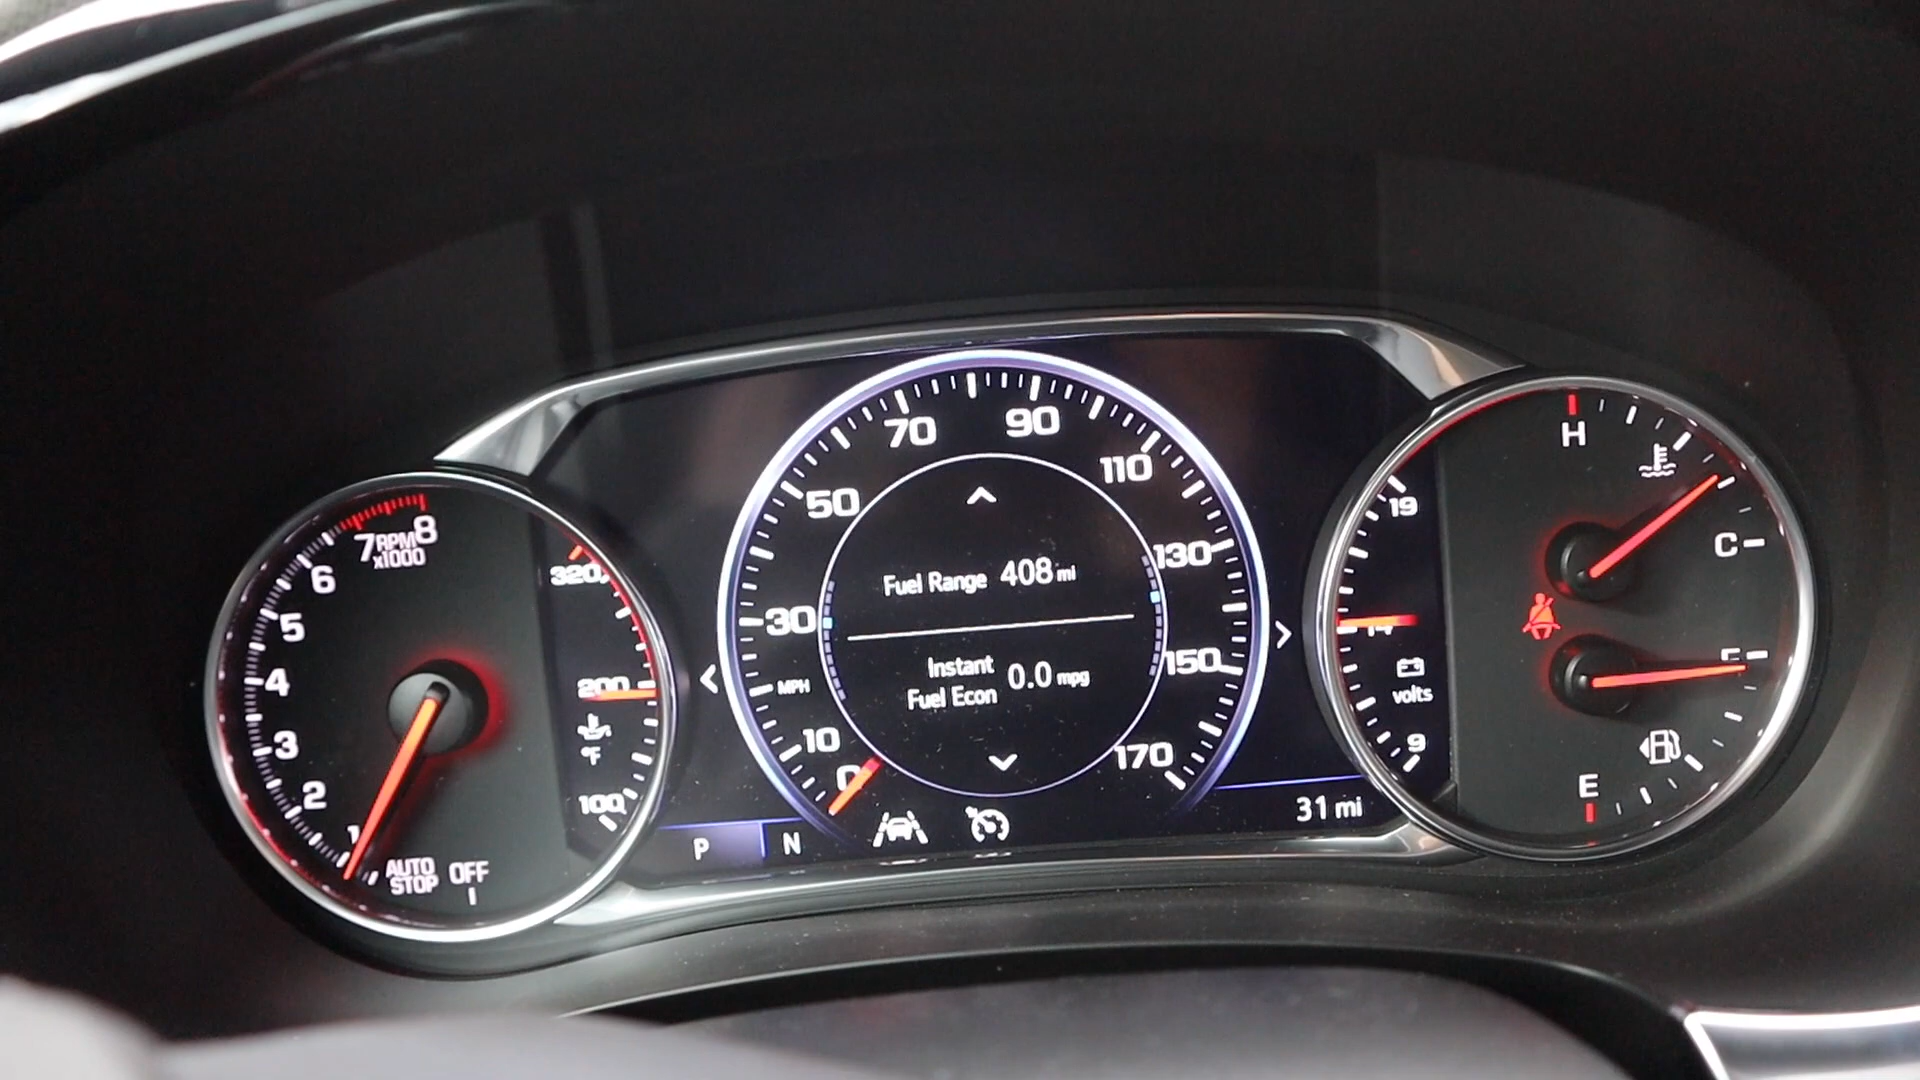 8
7
RPM
x1000
6
5
4
3
2
1
AUTO
STOP
OFF
320
200
°F
100
70
90
50
110
30
130
MPH
150
10
170
0
Fuel Range 408 mi
Instant
Fuel Econ 0.0 mpg
P
N
31 mi
19
14
volts
9
H
C
F
E